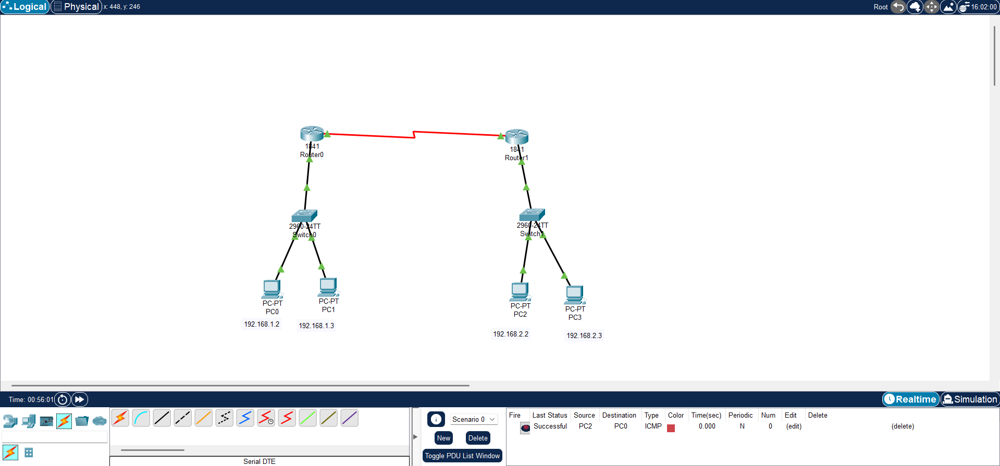 Logical Physical x: 448, y: 246 Root 16:02:00
1841
Router0
1841
Router1
2960-24TT
Switch0
2960-24TT
Switch1
PC-PT
PC0
PC-PT
PC1
PC-PT
PC2
PC-PT
PC3
192.168.1.2
192.168.1.3
192.168.2.2
192.168.2.3
Time: 00:56:01 Realtime Simulation
Serial DTE
Scenario 0
New Delete
Toggle PDU List Window
Fire Last Status Source Destination Type Color Time(sec) Periodic Num Edit Delete
Successful PC2 PC0 ICMP 0.000 N 0 (edit) (delete)